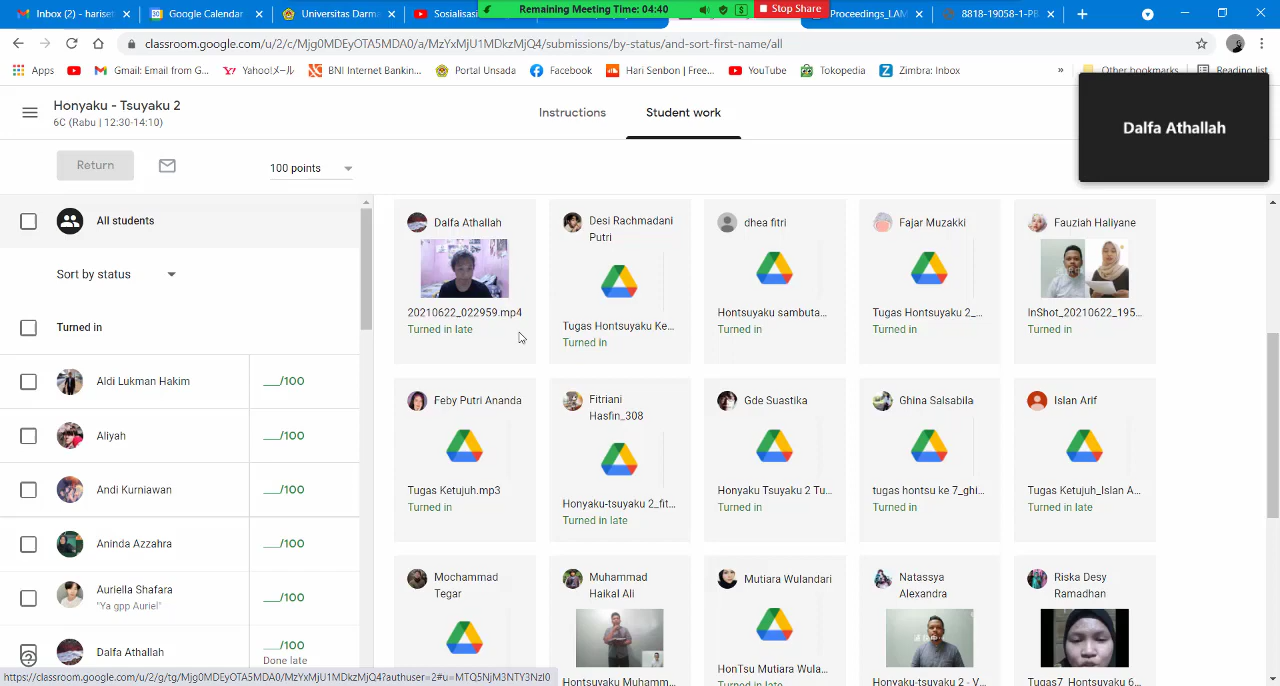 Inbox (2) - hariset
Google Calendar
Universitas Darma
Sosialisasi
Remaining Meeting Time: 04:40
Stop Share
Proceedings_LAM
8818-19058-1-PB
classroom.google.com/u/2/c/Mjg0MDEyOTA5MDA0/a/MzYxMjU1MDkzMjQ4/submissions/by-status/and-sort-first-name/all
Apps
Gmail: Email from G...
Yahoo!メール
BNI Internet Bankin...
Portal Unsada
Facebook
Hari Senbon | Free...
YouTube
Tokopedia
Zimbra: Inbox
»
Other bookmarks
Reading list
Honyaku - Tsuyaku 2
6C (Rabu | 12:30-14:10)
Instructions
Student work
Dalfa Athallah
Return
100 points
All students
Sort by status
Turned in
Aldi Lukman Hakim
__/100
Aliyah
__/100
Andi Kurniawan
__/100
Aninda Azzahra
__/100
Auriella Shafara
"Ya gpp Auriel"
__/100
Dalfa Athallah
__/100
Done late
Dalfa Athallah
20210622_022959.mp4
Turned in late
Desi Rachmadani
Putri
Tugas Hontsuyaku Ke...
Turned in
dhea fitri
Hontsuyaku sambuta...
Turned in
Fajar Muzakki
Tugas Hontsuyaku 2_...
Turned in
Fauziah Haliyane
InShot_20210622_195...
Turned in
Feby Putri Ananda
Tugas Ketujuh.mp3
Turned in
Fitriani
Hasfin_308
Honyaku-tsuyaku 2_fit...
Turned in late
Gde Suastika
Honyaku Tsuyaku 2 Tu...
Turned in
Ghina Salsabila
tugas hontsu ke 7_ghi...
Turned in
Islan Arif
Tugas Ketujuh_Islan A...
Turned in late
Mochammad
Tegar
Muhammad
Haikal Ali
Hontsuyaku Muhamm...
Mutiara Wulandari
HonTsu Mutiara Wula...
Turned in late
Natassya
Alexandra
Honyaku-tsuyaku 2 - V...
Riska Desy
Ramadhan
Tugas7_Hontsuyaku 6...
https://classroom.google.com/u/2/g/tg/Mjg0MDEyOTA5MDA0/MzYxMjU1MDkzMjQ4?authuser=2#u=MTQ5NjM3NTY3NzI0